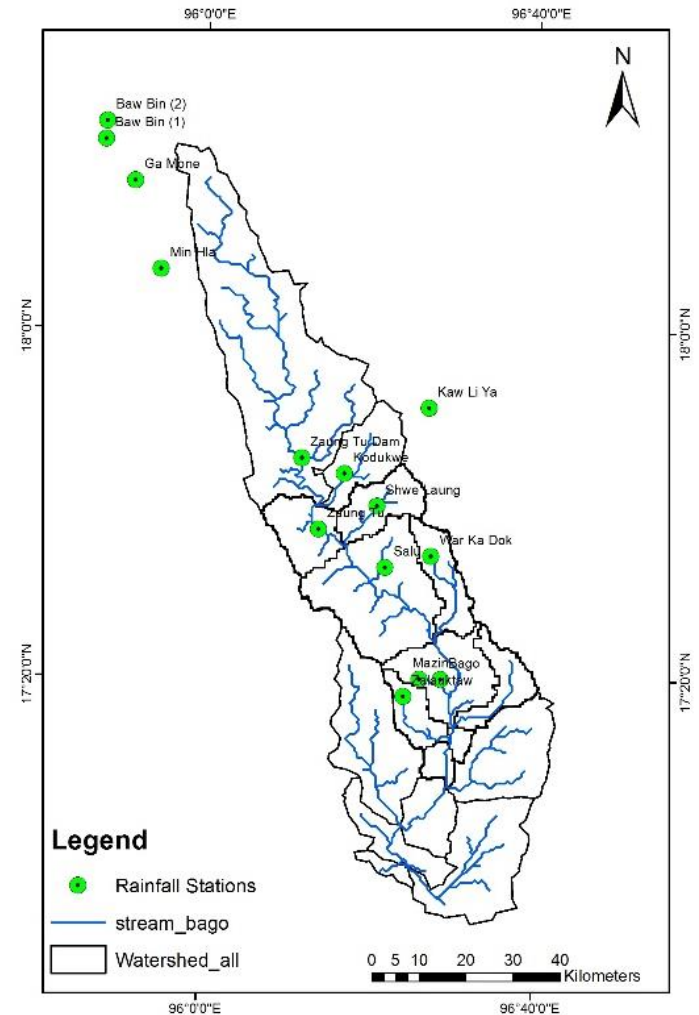 96°0'0"E
96°40'0"E
N
Baw Bin (2)
Baw Bin (1)
Ga Mone
Min Hla
18°0'0"N
18°0'0"N
Kaw Li Ya
Zaung Tu Dam
Kodukwe
Shwe Laung
Zaung Tu
War Ka Dok
Salu
Mazin
Bago
Zalanktaw
17°20'0"N
17°20'0"N
Legend
Rainfall Stations
stream_bago
Watershed_all
0 5 10 20 30 40
Kilometers
96°0'0"E
96°40'0"E